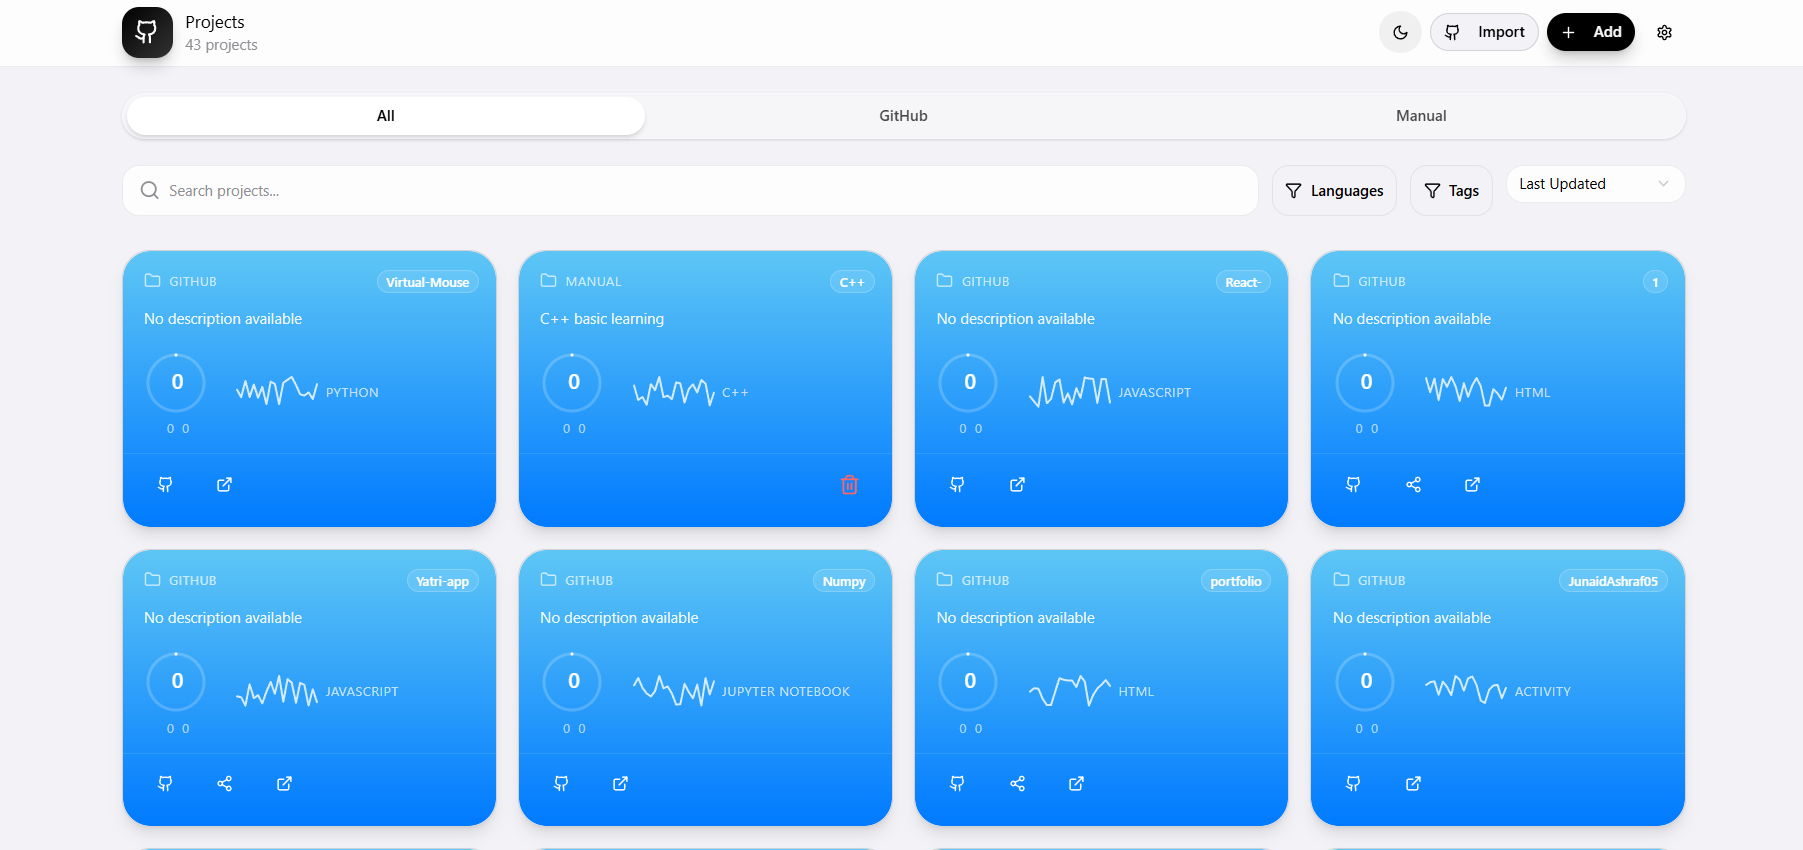 Projects
43 projects
Import
Add
All
GitHub
Manual
Search projects...
Languages
Tags
Last Updated
GITHUB
Virtual-Mouse
No description available
0
PYTHON
0 0
MANUAL
C++
C++ basic learning
0
C++
0 0
GITHUB
React-
No description available
0
JAVASCRIPT
0 0
GITHUB
1
No description available
0
HTML
0 0
GITHUB
Yatri-app
No description available
0
JAVASCRIPT
0 0
GITHUB
Numpy
No description available
0
JUPYTER NOTEBOOK
0 0
GITHUB
portfolio
No description available
0
HTML
0 0
GITHUB
JunaidAshraf05
No description available
0
ACTIVITY
0 0